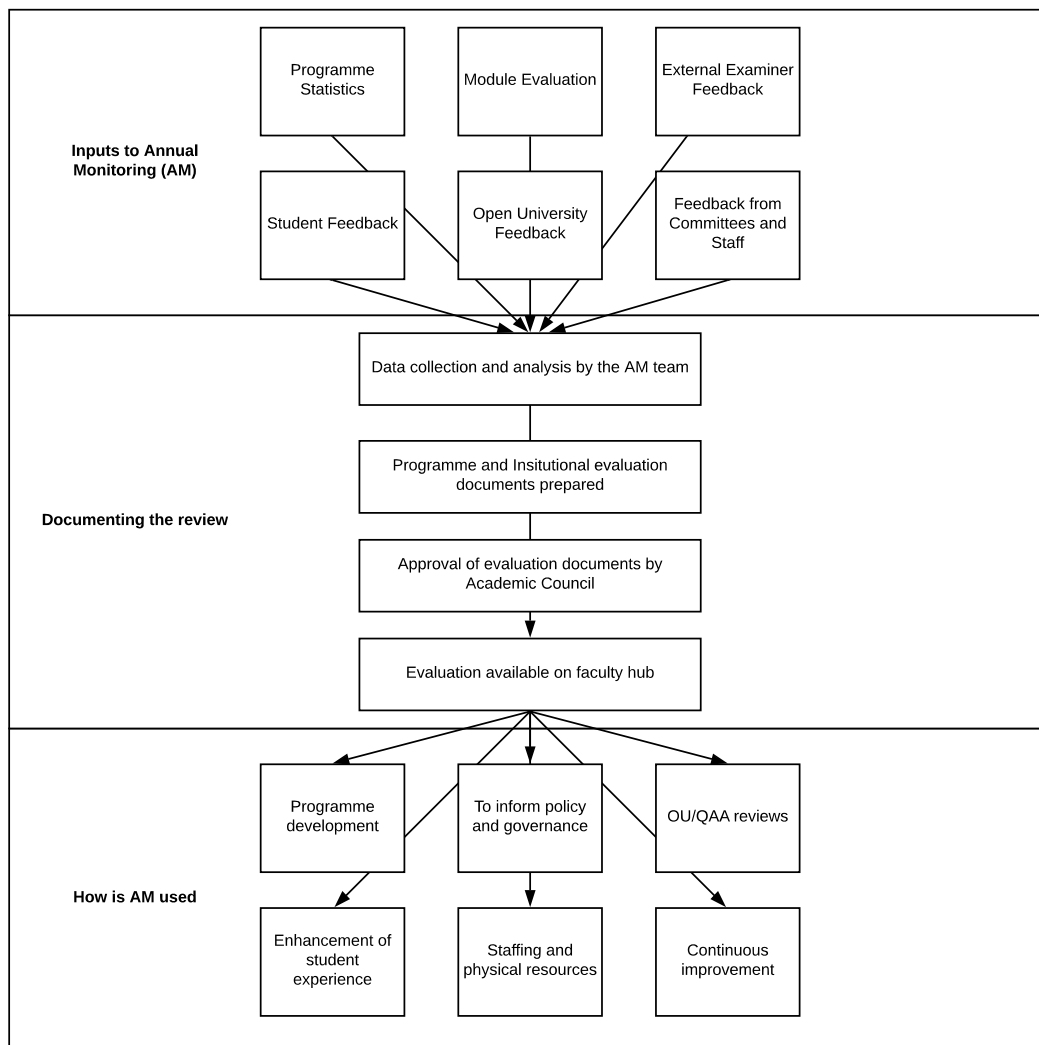 Programme
Statistics
Module Evaluation
External Examiner
Feedback
Inputs to Annual
Monitoring (AM)
Student Feedback
Open University
Feedback
Feedback from
Committees and
Staff
Data collection and analysis by the AM team
Programme and Insitutional evaluation
documents prepared
Documenting the review
Approval of evaluation documents by
Academic Council
Evaluation available on faculty hub
Programme
development
To inform policy
and governance
OU/QAA reviews
How is AM used
Enhancement of
student
experience
Staffing and
physical resources
Continuous
improvement